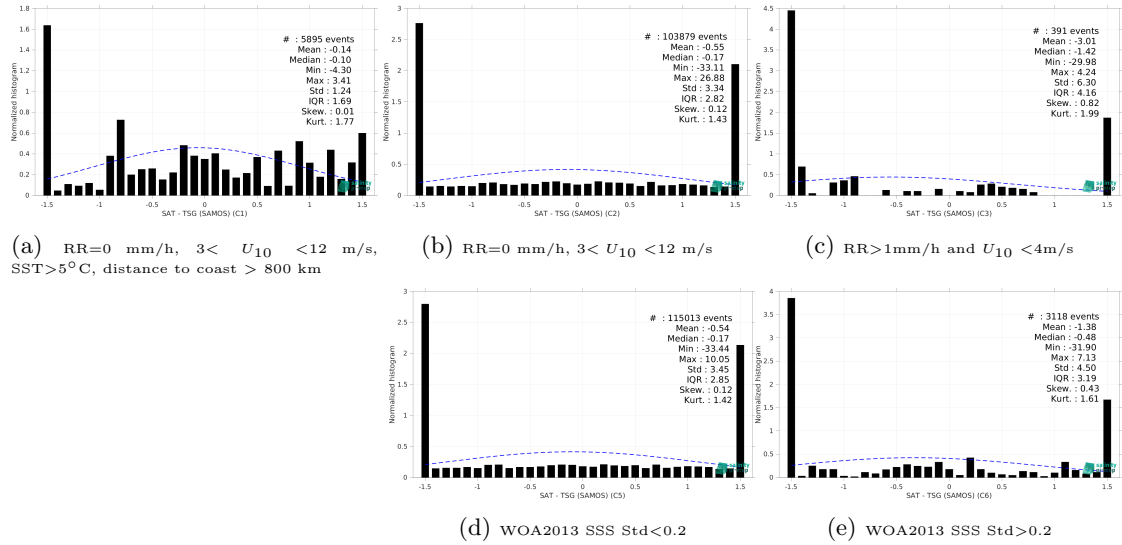 1.8
1.6
1.4
1.2
1
0.8
0.6
0.4
0.2
0
Normalized histogram
# : 5895 events
Mean : -0.14
Median : -0.10
Min : -4.30
Max : 3.41
Std : 1.24
IQR : 1.69
Skew. : 0.01
Kurt. : 1.77
-1.5 -1 -0.5 0 0.5 1 1.5
SAT - TSG (SAMOS) (C1)
(a) RR=0 mm/h, 3< U10 <12 m/s,
SST>5°C, distance to coast > 800 km
3
2.5
2
1.5
1
0.5
0
Normalized histogram
# : 103879 events
Mean : -0.55
Median : -0.17
Min : -33.11
Max : 26.88
Std : 3.34
IQR : 2.82
Skew. : 0.12
Kurt. : 1.43
-1.5 -1 -0.5 0 0.5 1 1.5
SAT - TSG (SAMOS) (C2)
(b) RR=0 mm/h, 3< U10 <12 m/s
4.5
4
3.5
3
2.5
2
1.5
1
0.5
0
Normalized histogram
# : 391 events
Mean : -3.01
Median : -1.42
Min : -29.98
Max : 4.24
Std : 6.30
IQR : 4.16
Skew. : 0.82
Kurt. : 1.99
-1.5 -1 -0.5 0 0.5 1 1.5
SAT - TSG (SAMOS) (C3)
(c) RR>1mm/h and U10 <4m/s
3
2.5
2
1.5
1
0.5
0
Normalized histogram
# : 115013 events
Mean : -0.54
Median : -0.17
Min : -33.44
Max : 10.05
Std : 3.45
IQR : 2.85
Skew. : 0.12
Kurt. : 1.42
-1.5 -1 -0.5 0 0.5 1 1.5
SAT - TSG (SAMOS) (C5)
(d) WOA2013 SSS Std<0.2
4
3.5
3
2.5
2
1.5
1
0.5
0
Normalized histogram
# : 3118 events
Mean : -1.38
Median : -0.48
Min : -31.90
Max : 7.13
Std : 4.50
IQR : 3.19
Skew. : 0.43
Kurt. : 1.61
-1.5 -1 -0.5 0 0.5 1 1.5
SAT - TSG (SAMOS) (C6)
(e) WOA2013 SSS Std>0.2